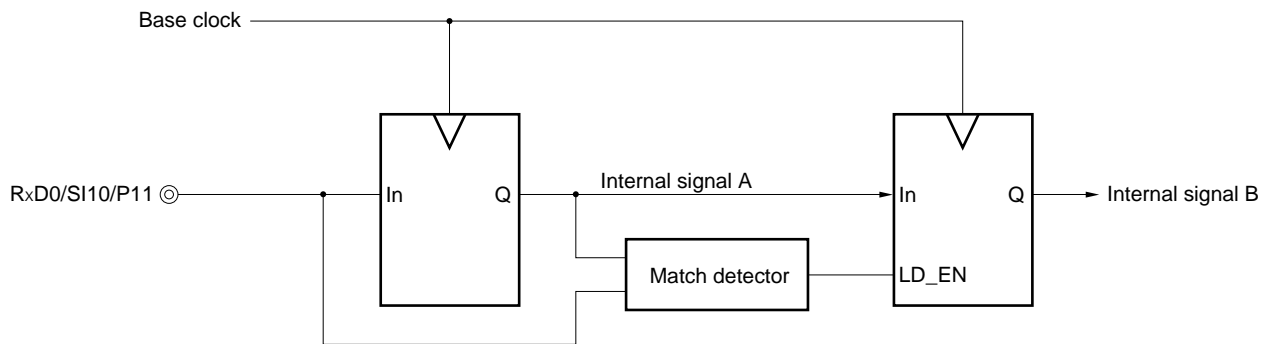 Base clock
RxD0/SI10/P11
In
Q
Internal signal A
In
Q
Internal signal B
Match detector
LD_EN